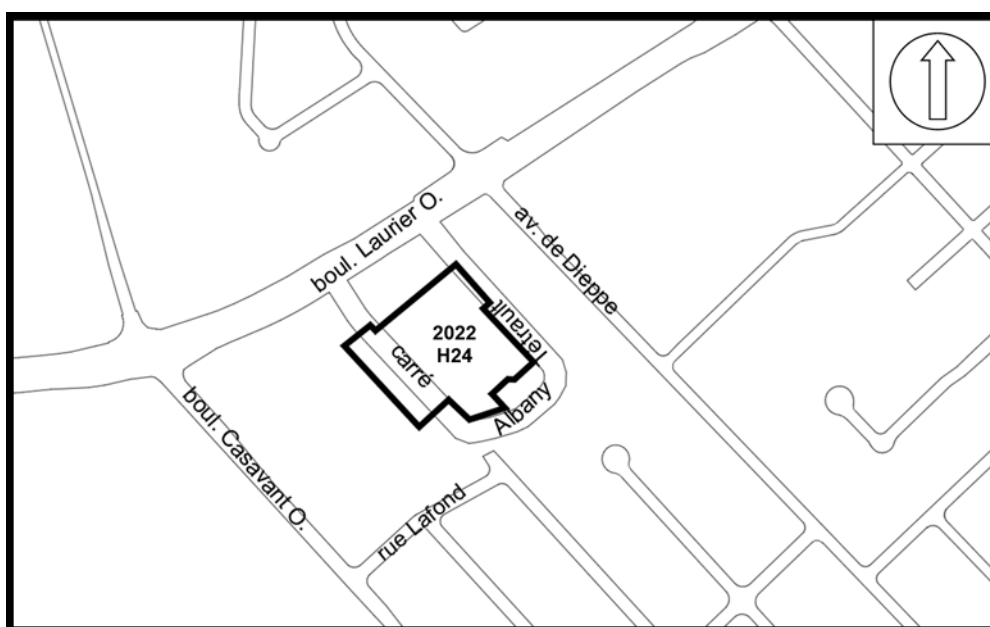 boul. Laurier O.
av. de Dieppe
2022
H24
carré
Albany
Tetrault
boul. Casavant O.
rue Lafond